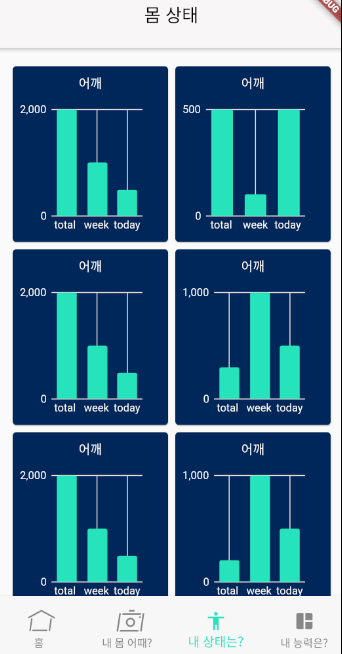 몸 상태
BUG
어깨
2,000
0
total week today
어깨
500
0
total week today
어깨
2,000
0
total week today
어깨
1,000
0
total week today
어깨
2,000
0
total week today
어깨
1,000
0
total week today
홈
내 몸 어때?
내 상태는?
내 능력은?